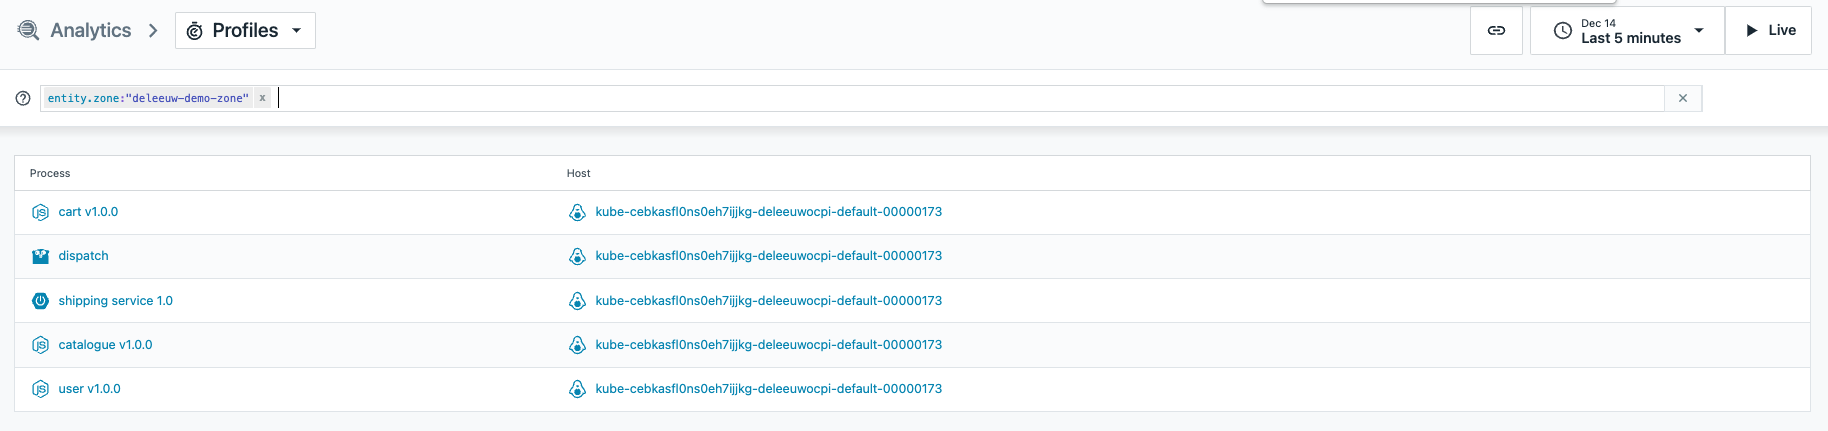 Analytics
Profiles
Dec 14
Last 5 minutes
Live
entity.zone:"deleeuw-demo-zone" x
Process Host
cart v1.0.0 kube-cebkasfl0ns0eh7ijjkg-deleeuwocpi-default-00000173
dispatch kube-cebkasfl0ns0eh7ijjkg-deleeuwocpi-default-00000173
shipping service 1.0 kube-cebkasfl0ns0eh7ijjkg-deleeuwocpi-default-00000173
catalogue v1.0.0 kube-cebkasfl0ns0eh7ijjkg-deleeuwocpi-default-00000173
user v1.0.0 kube-cebkasfl0ns0eh7ijjkg-deleeuwocpi-default-00000173